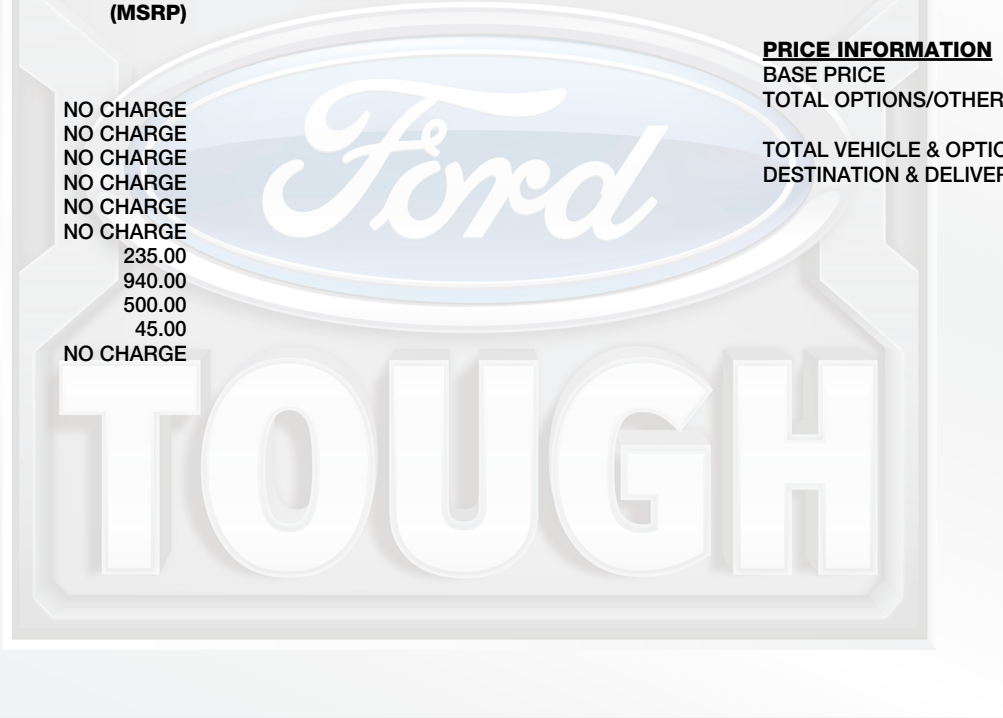 (MSRP)
NO CHARGE
NO CHARGE
NO CHARGE
NO CHARGE
NO CHARGE
NO CHARGE
235.00
940.00
500.00
45.00
NO CHARGE
PRICE INFORMATION
BASE PRICE
TOTAL OPTIONS/OTHER
TOTAL VEHICLE & OPTIO
DESTINATION & DELIVER
Ford
TOUGH